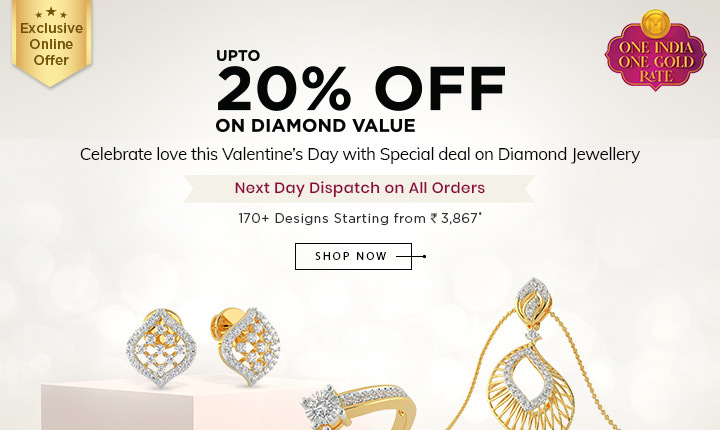 Exclusive
Online
Offer
UPTO
20% OFF
ON DIAMOND VALUE
ONE INDIA
ONE GOLD
RATE
Celebrate love this Valentine's Day with Special deal on Diamond Jewellery
Next Day Dispatch on All Orders
170+ Designs Starting from ₹ 3,867*
SHOP NOW